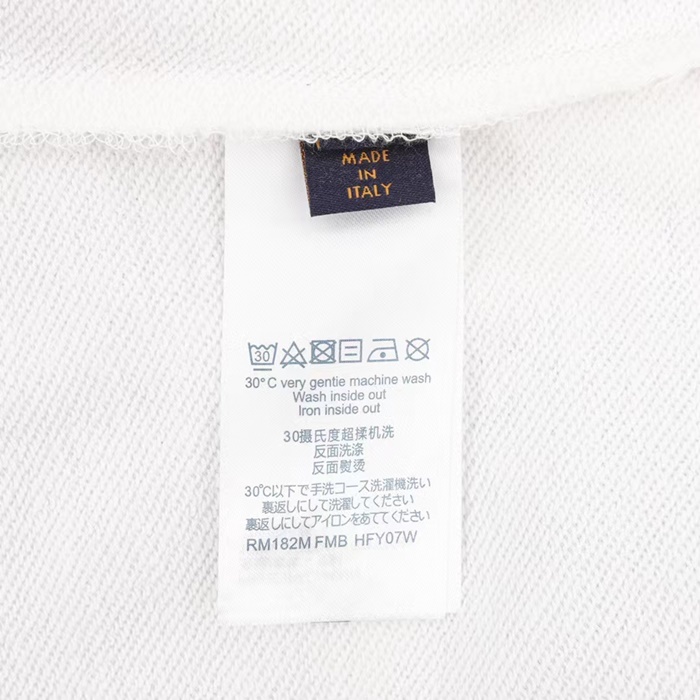 MADE
IN
ITALY
30
30°C very gentie machine wash
Wash inside out
Iron inside out
30摄氏度超揉机洗
反面洗涤
反面熨烫
30℃以下で手洗コース洗濯機洗い
裏返しにして洗濯してください
裏返しにしてアイロンをあててください
RM182M FMB HFY07W